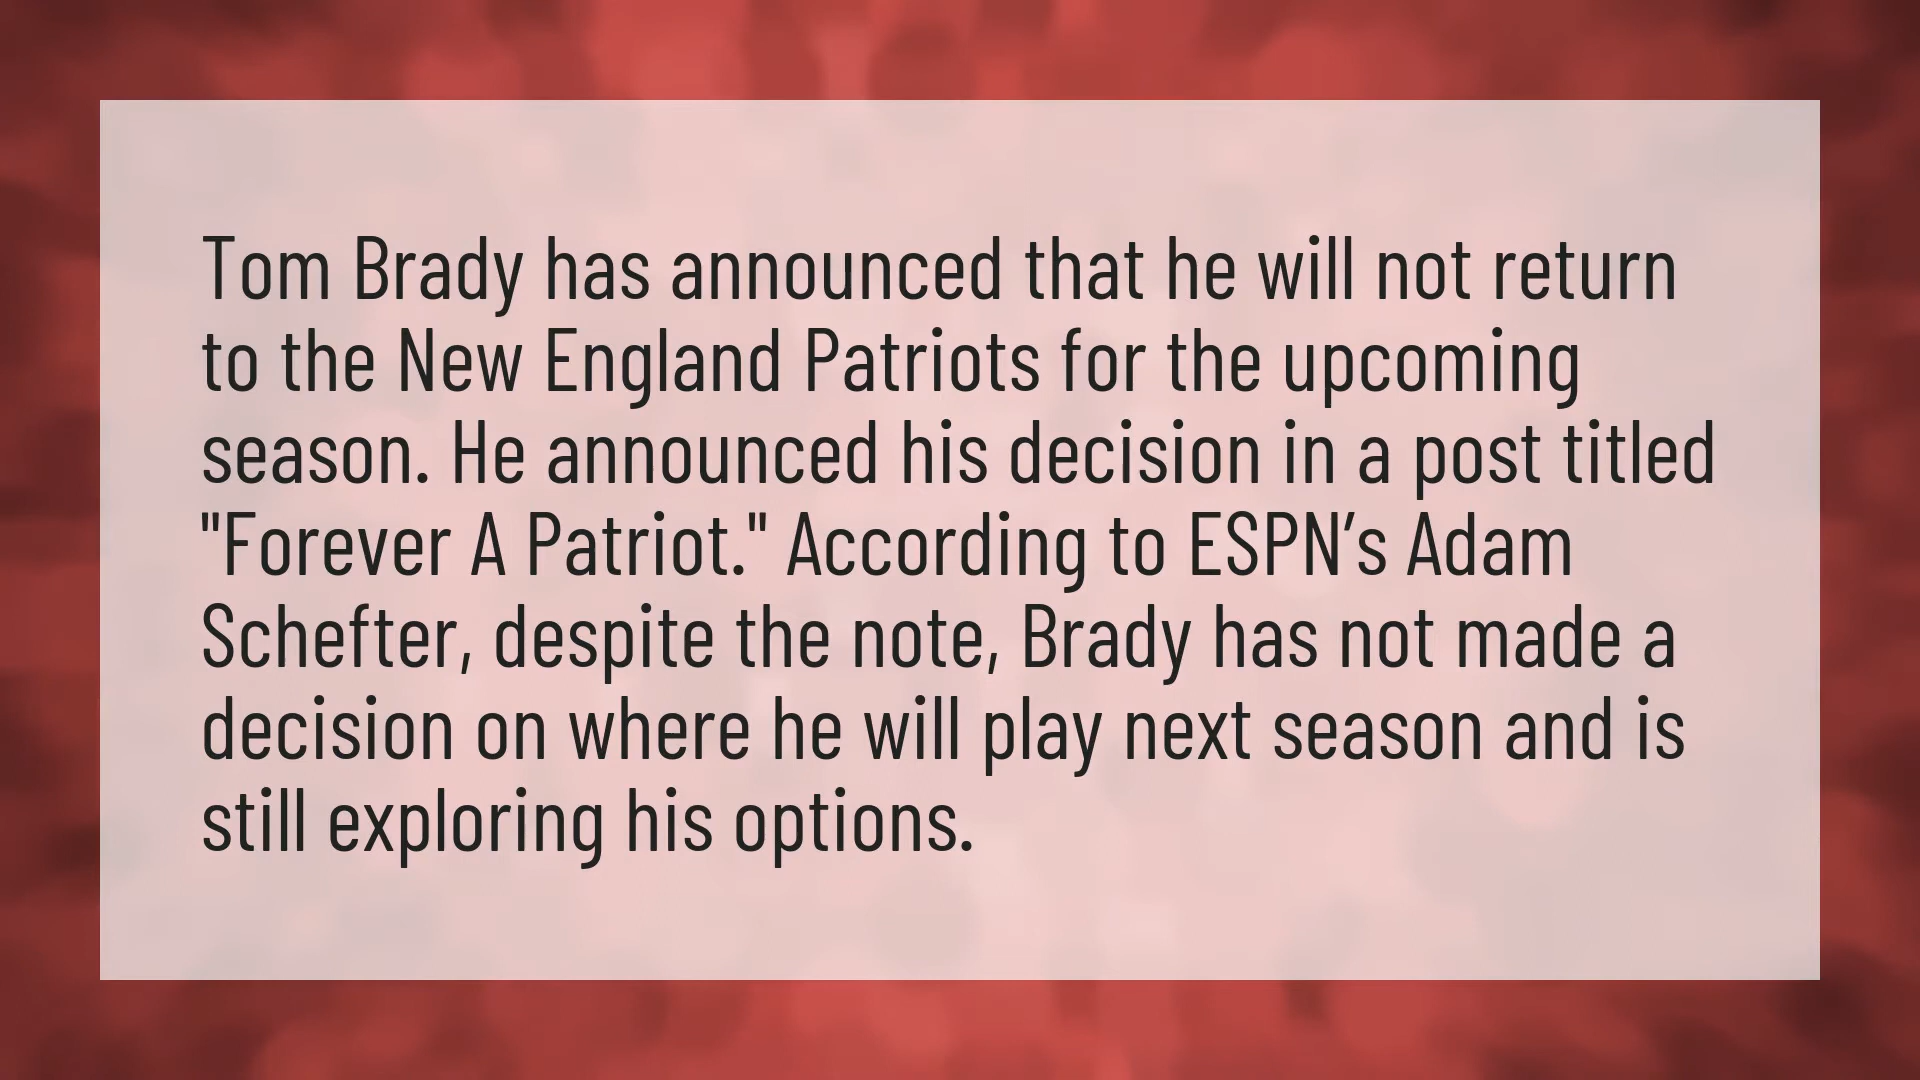 Tom Brady has announced that he will not return
to the New England Patriots for the upcoming
season. He announced his decision in a post titled
"Forever A Patriot." According to ESPN’s Adam
Schefter, despite the note, Brady has not made a
decision on where he will play next season and is
still exploring his options.